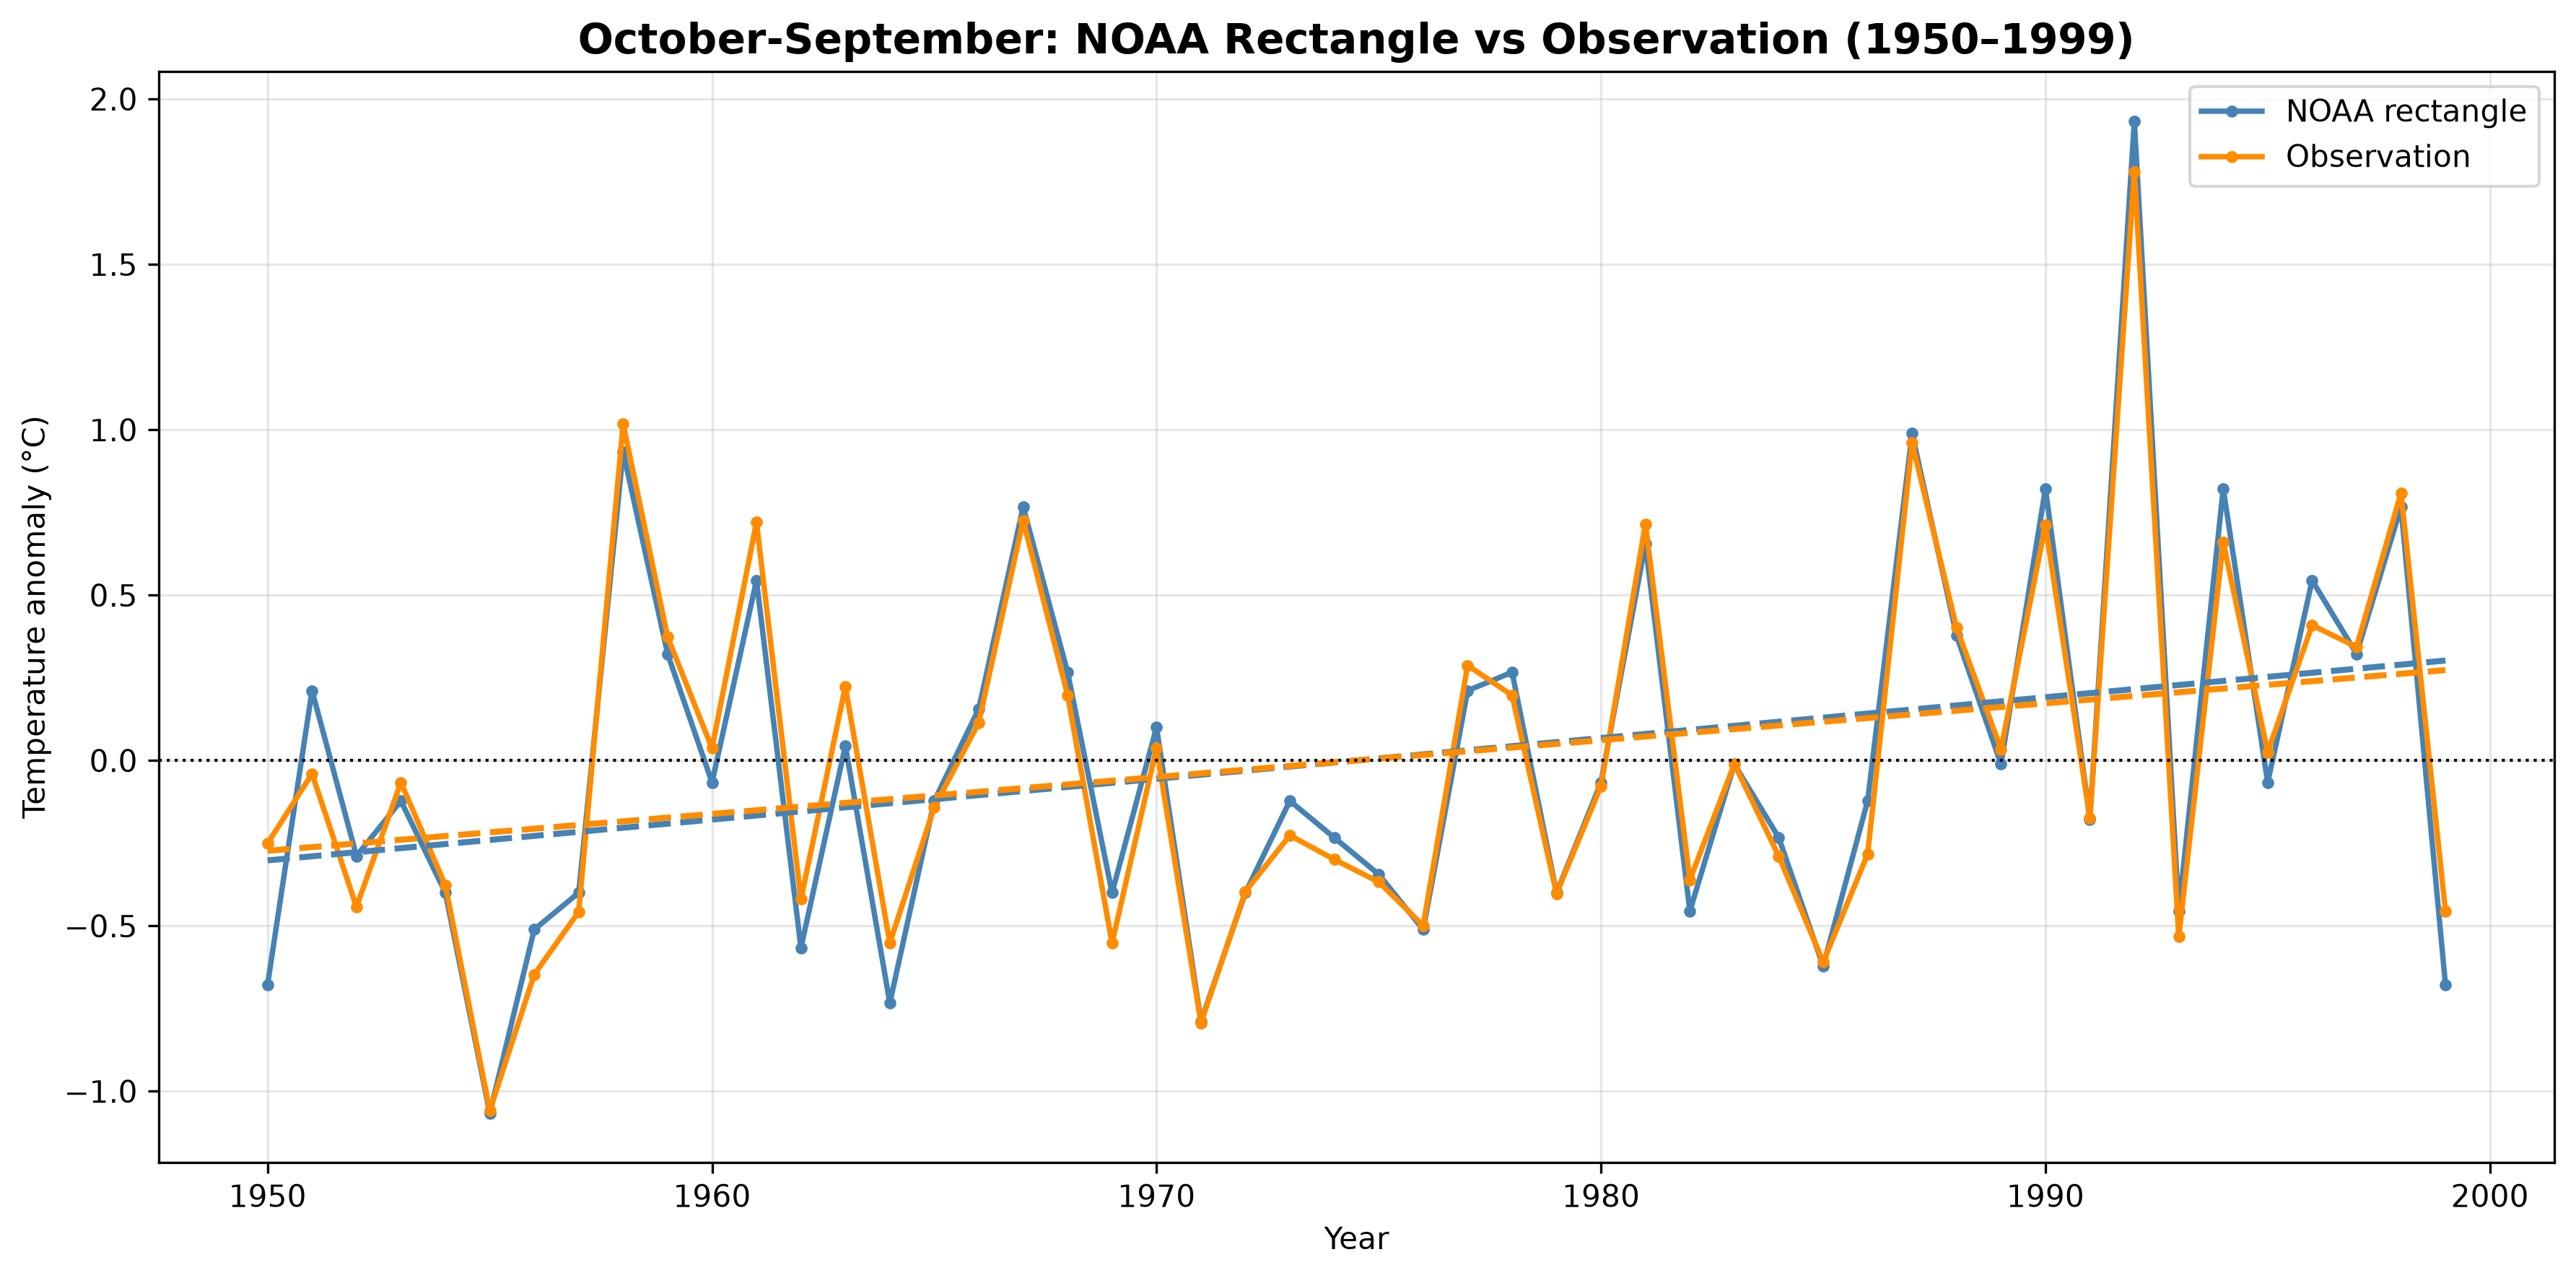 October-September: NOAA Rectangle vs Observation (1950–1999)
NOAA rectangle
Observation
Temperature anomaly (°C)
2.0
1.5
1.0
0.5
0.0
−0.5
−1.0
1950 1960 1970 1980 1990 2000
Year